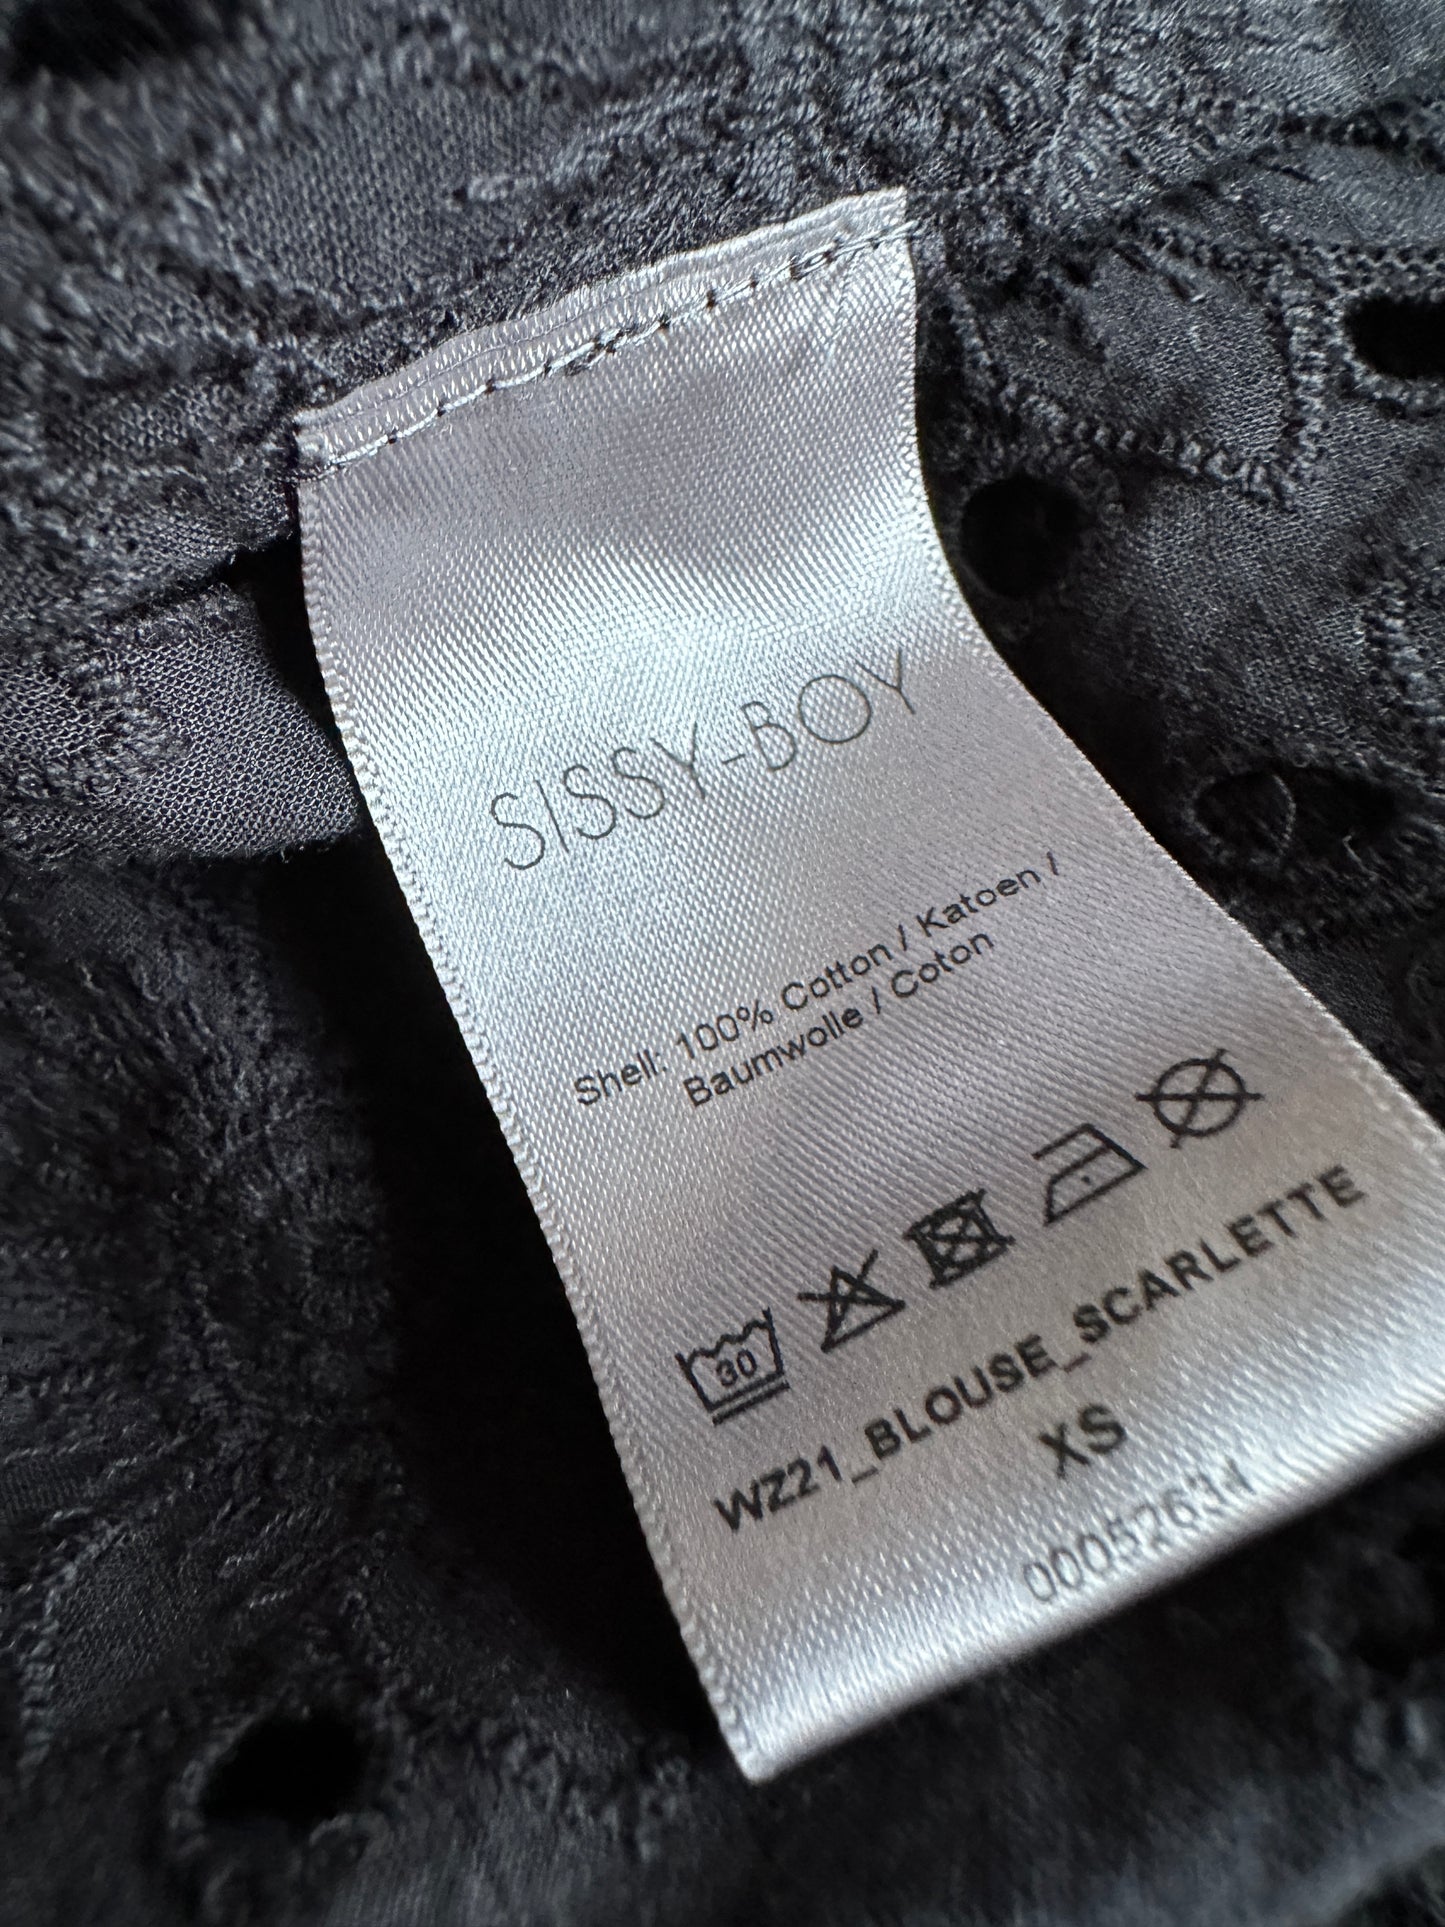 SISSY-BOY
Shell: 100% Cotton / Katoen /
Baumwolle / Coton
30
WZ21_BLOUSE_SCARLETTE
XS